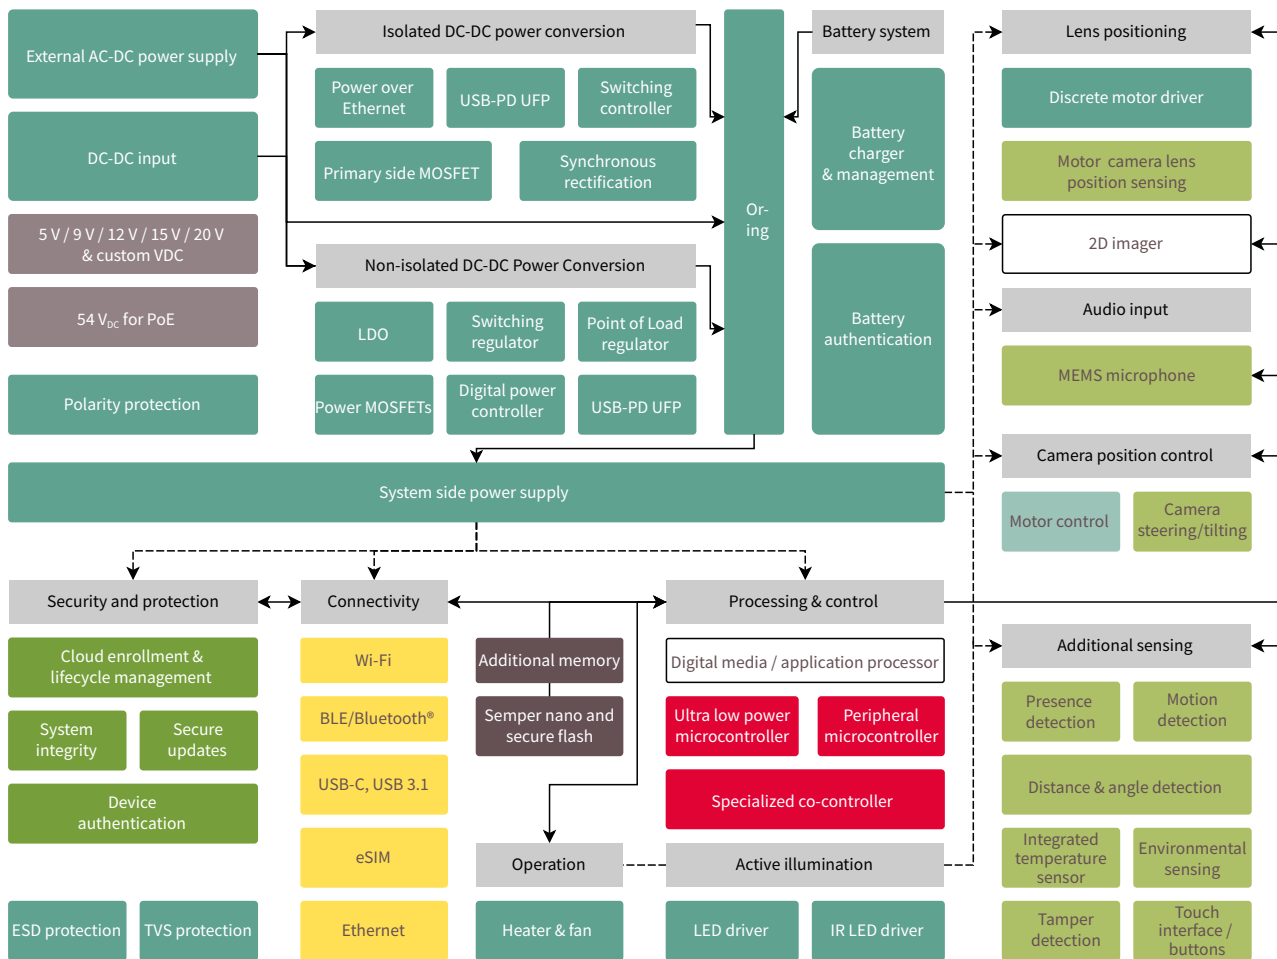 External AC-DC power supply
DC-DC input
5 V / 9 V / 12 V / 15 V / 20 V
& custom VDC
54 VDC for PoE
Polarity protection
Isolated DC-DC power conversion
Power over
Ethernet
USB-PD UFP
Switching
controller
Primary side MOSFET
Synchronous
rectification
Non-isolated DC-DC Power Conversion
LDO
Switching
regulator
Point of Load
regulator
Power MOSFETs
Digital power
controller
USB-PD UFP
Or-
ing
Battery system
Battery
charger
& management
Battery
authentication
System side power supply
Lens positioning
Discrete motor driver
Motor camera lens
position sensing
2D imager
Audio input
MEMS microphone
Camera position control
Motor control
Camera
steering/tilting
Security and protection
Cloud enrollment &
lifecycle management
System
integrity
Secure
updates
Device
authentication
ESD protection
TVS protection
Connectivity
Wi-Fi
BLE/Bluetooth®
USB-C, USB 3.1
eSIM
Ethernet
Additional memory
Semper nano and
secure flash
Operation
Heater & fan
Processing & control
Digital media / application processor
Ultra low power
microcontroller
Peripheral
microcontroller
Specialized co-controller
Active illumination
LED driver
IR LED driver
Additional sensing
Presence
detection
Motion
detection
Distance & angle detection
Integrated
temperature
sensor
Environmental
sensing
Tamper
detection
Touch
interface /
buttons